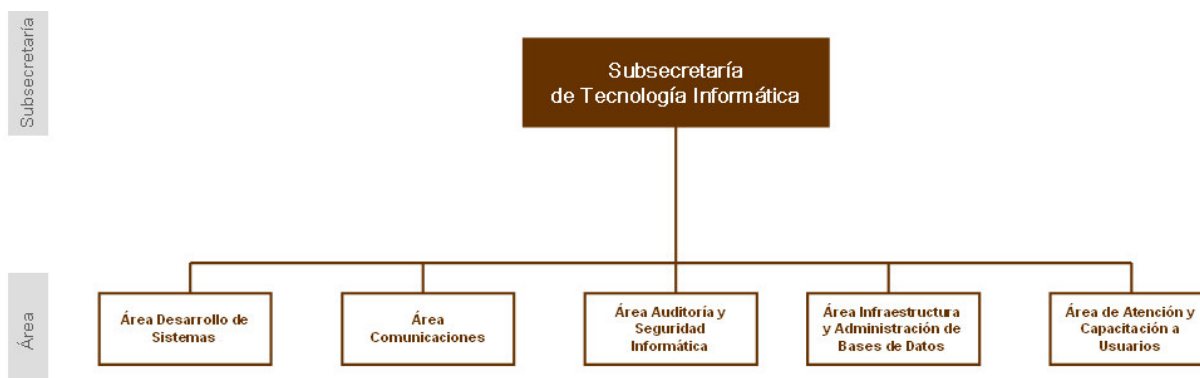 Subsecretaría
Subsecretaría
de Tecnología Informática
Área
Área Desarrollo de
Sistemas
Área
Comunicaciones
Área Auditoría y
Seguridad
Informática
Área Infraestructura
y Administración de
Bases de Datos
Área de Atención y
Capacitación a
Usuarios